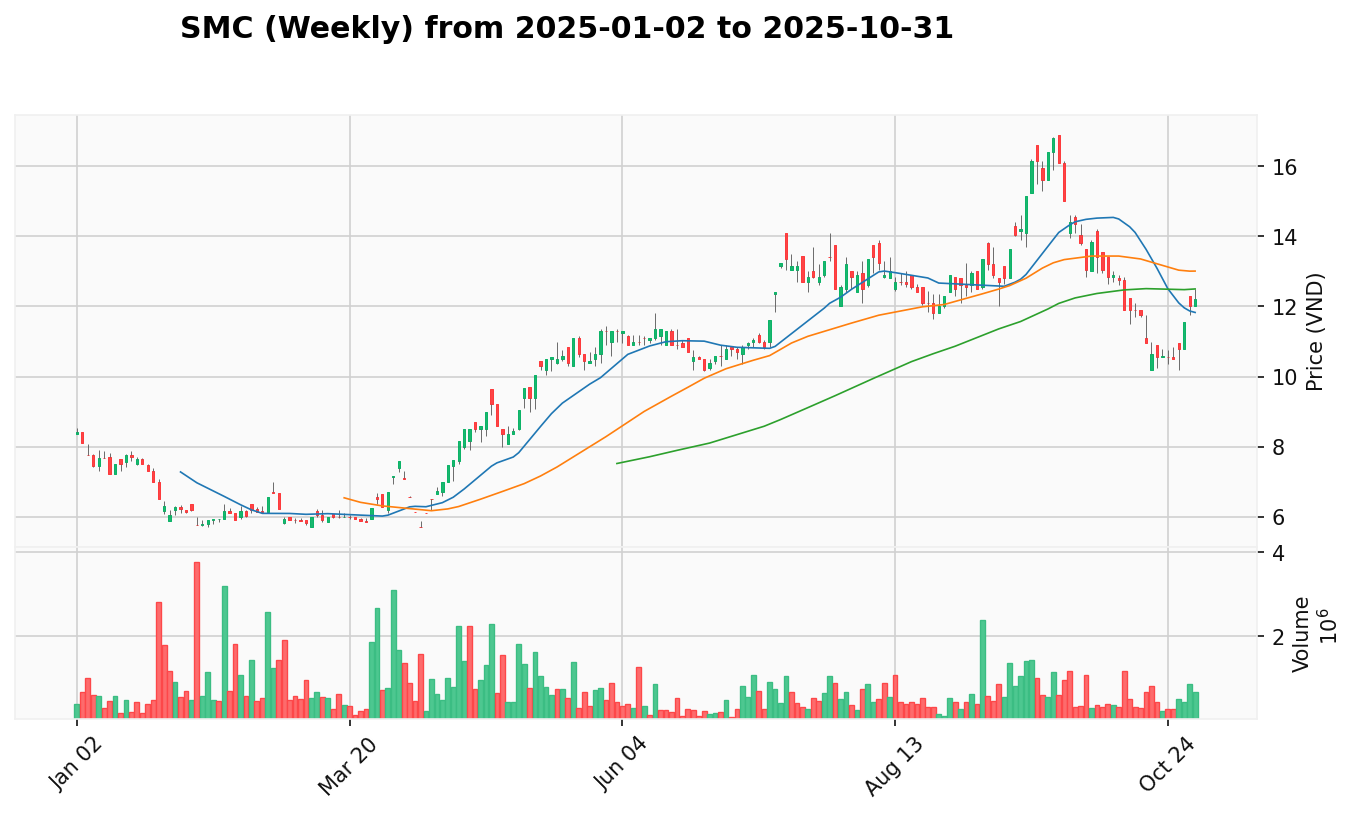 SMC (Weekly) from 2025-01-02 to 2025-10-31
16
14
12
10
8
6
Price (VND)
4
2
Volume
10⁶
Jan 02
Mar 20
Jun 04
Aug 13
Oct 24